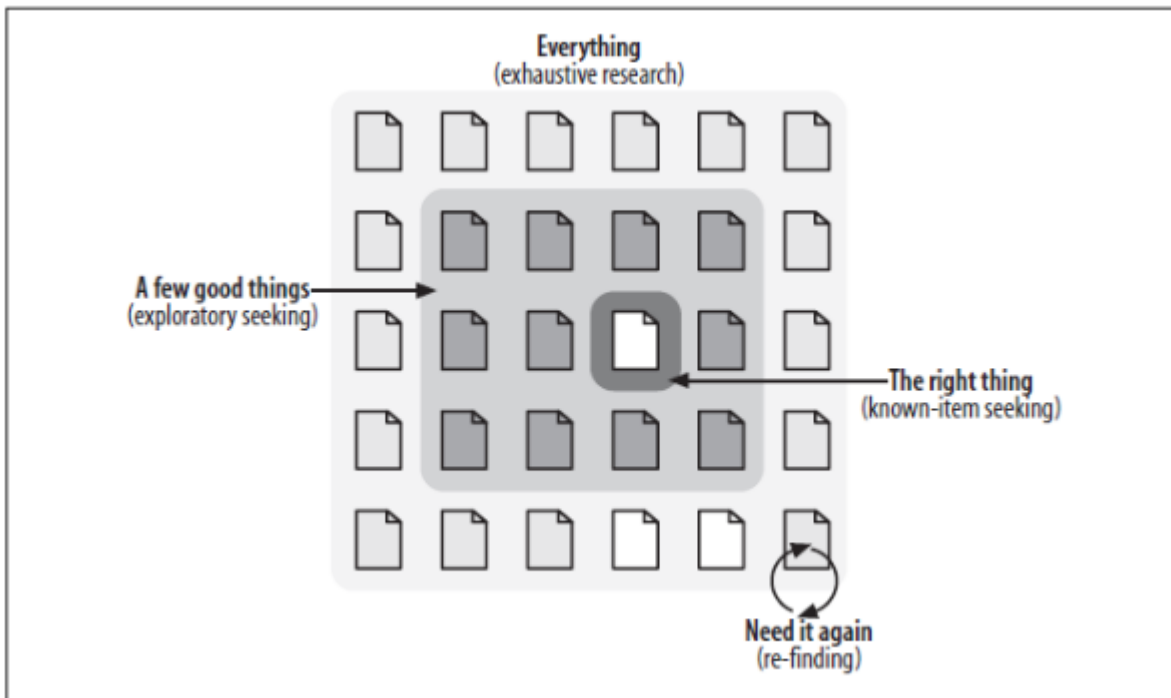 Everything
(exhaustive research)
A few good things
(exploratory seeking)
The right thing
(known-item seeking)
Need it again
(re-finding)